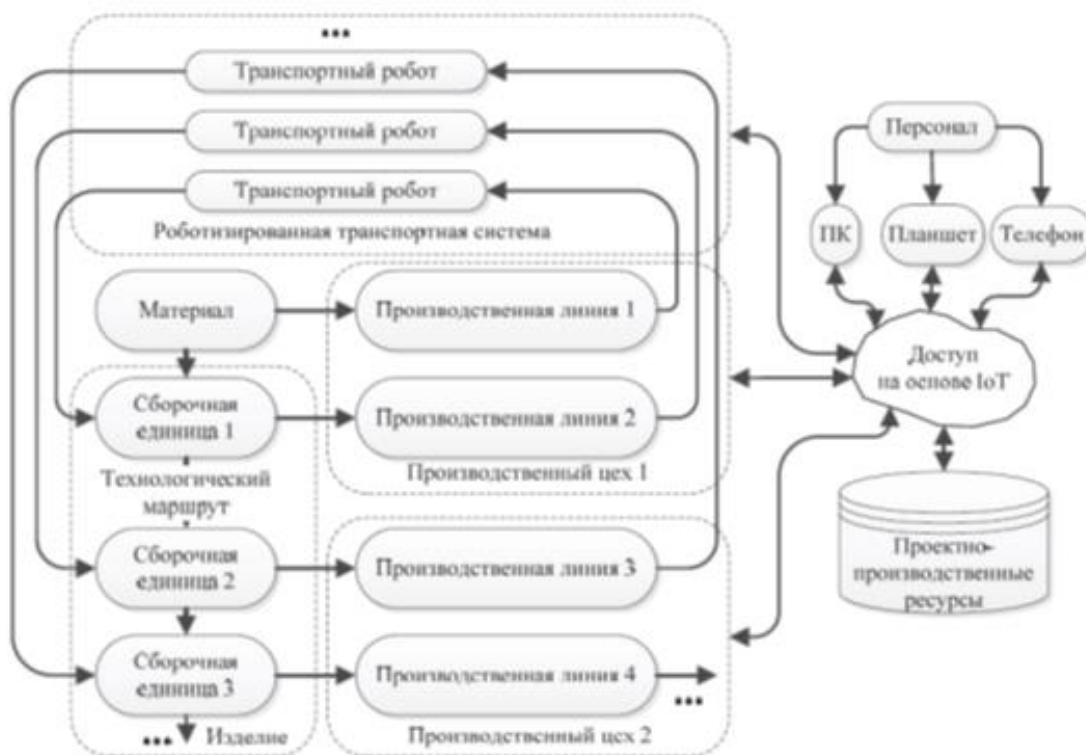 ...
Транспортный робот
Транспортный робот
Транспортный робот
Роботизированная транспортная система
Персонал
ПК
Планшет
Телефон
Материал
Производственная линия 1
Доступ
на основе IoT
Сборочная
единица 1
Производственная линия 2
Производственный цех 1
Технологический
маршрут
Сборочная
единица 2
Производственная линия 3
Проектно-
производственные
ресурсы
Сборочная
единица 3
Производственная линия 4
...
... Изделие
Производственный цех 2